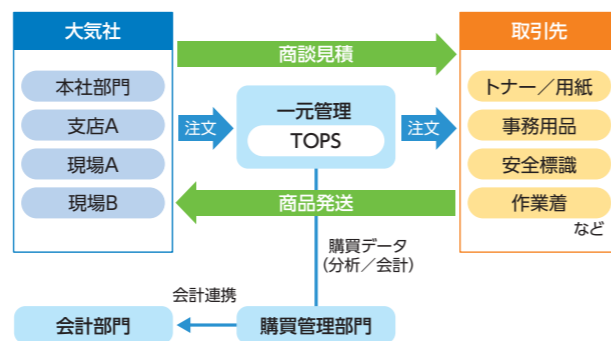 大気社
本社部門
支店A
現場A
現場B
商談見積
注文
一元管理
TOPS
注文
商品発送
取引先
トナー／用紙
事務用品
安全標識
作業着
など
購買データ
(分析／会計)
会計連携
会計部門
購買管理部門